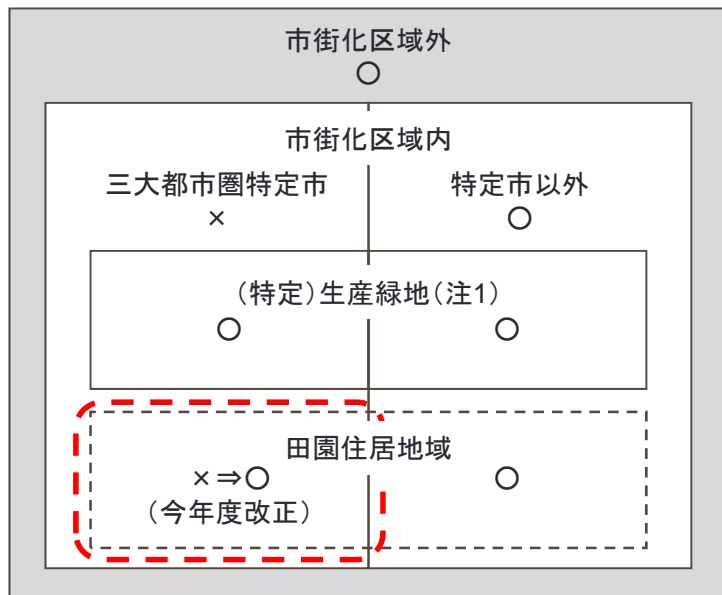 市街化区域外
○
市街化区域内
三大都市圏特定市
×
特定市以外
○
（特定）生産緑地（注1）
○
○
田園住居地域
×⇒○
（今年度改正）
○